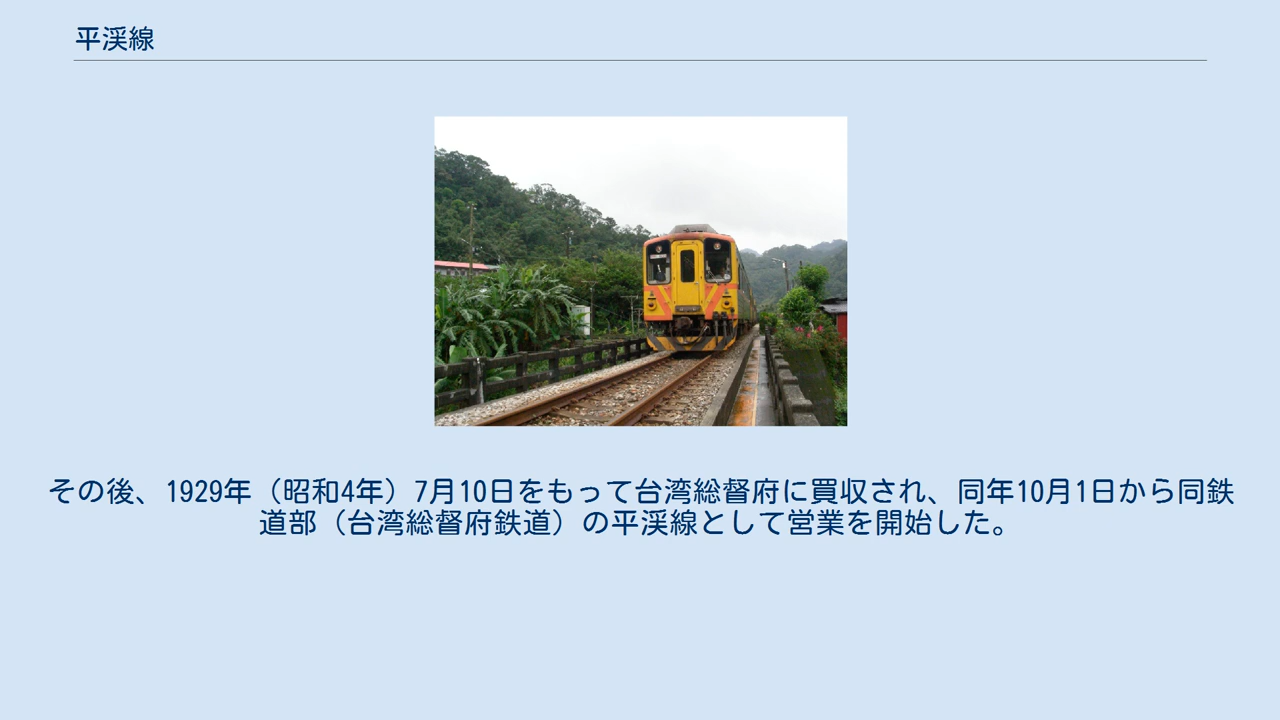 平渓線
その後、1929年（昭和4年）7月10日をもって台湾総督府に買収され、同年10月1日から同鉄
道部（台湾総督府鉄道）の平渓線として営業を開始した。